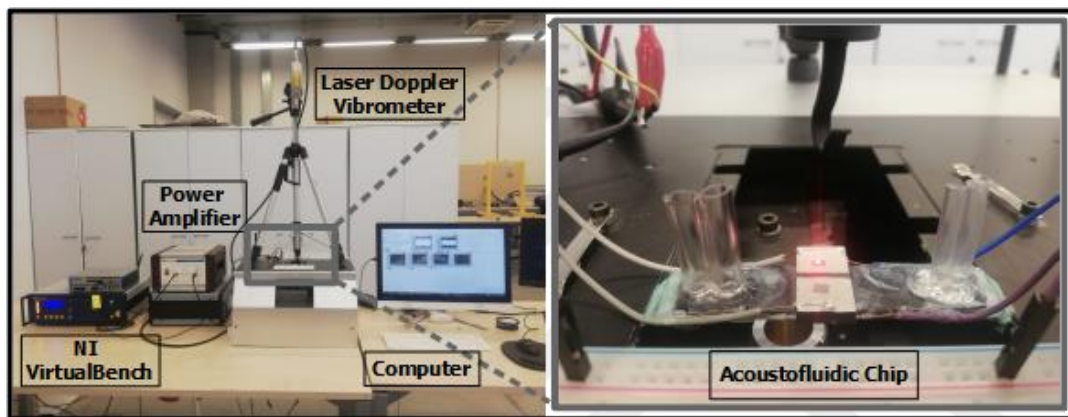 Laser Doppler
Vibrometer
Power
Amplifier
NI
VirtualBench
Computer
Acoustofluidic Chip